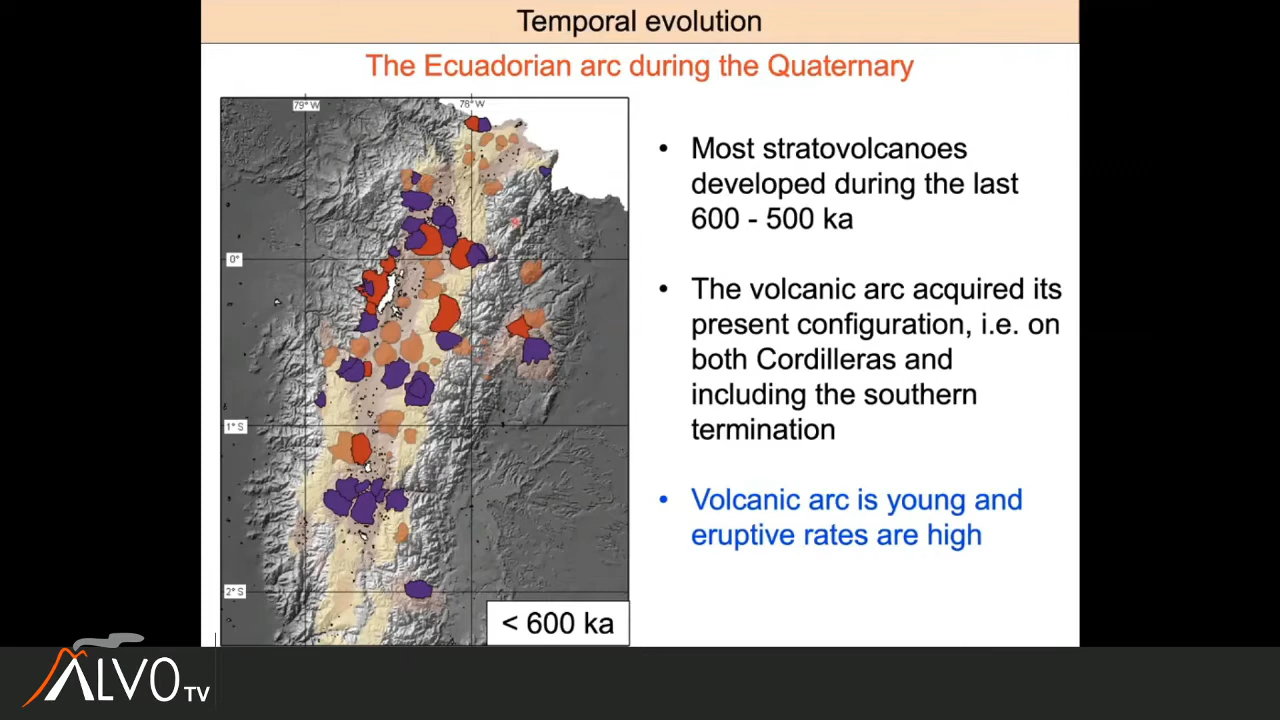 Temporal evolution
The Ecuadorian arc during the Quaternary
79° W
78° W
0°
1° S
2° S
< 600 ka
• Most stratovolcanoes
developed during the last
600 - 500 ka
• The volcanic arc acquired its
present configuration, i.e. on
both Cordilleras and
including the southern
termination
• Volcanic arc is young and
eruptive rates are high
ALVO TV